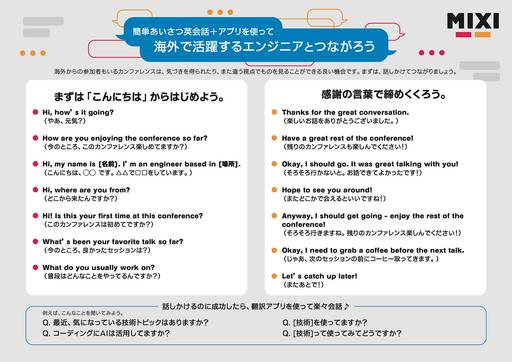 MIXI
簡単あいさつ英会話＋アプリを使って
海外で活躍するエンジニアとつながろう
海外からの参加者もいるカンファレンスは、気づきを得られたり、また違う視点でものを見ることができる良い機会です。まずは、話しかけてつながりましょう。
まずは「こんにちは」からはじめよう。
Hi, how's it going?
（やあ、元気？）
How are you enjoying the conference so far?
（今のところ、このカンファレンス楽しめてますか？）
Hi, my name is [名前]. I'm an engineer based in [場所].
（こんにちは、○○ です。△△で□□をしています。）
Hi, where are you from?
（どこから来たんですか？）
Hi! Is this your first time at this conference?
（このカンファレンスは初めてですか？）
What's been your favorite talk so far?
（今のところ、良かったセッションは？）
What do you usually work on?
（普段はどんなことをやってるんですか？）
感謝の言葉で締めくくろう。
Thanks for the great conversation.
（楽しいお話をありがとうございました。）
Have a great rest of the conference!
（残りのカンファレンスも楽しんでください！）
Okay, I should go. It was great talking with you!
（そろそろ行かないと。お話できてよかったです！）
Hope to see you around!
（またどこかで会えるといいですね！）
Anyway, I should get going - enjoy the rest of the
conference!
（そろそろ行きますね。残りのカンファレンス楽しんでください！）
Okay, I need to grab a coffee before the next talk.
（じゃあ、次のセッションの前にコーヒー取ってきます。）
Let's catch up later!
（またあとで！）
話しかけるのに成功したら、翻訳アプリを使って楽々会話♪
例えば、こんなことを聞いてみよう。
Q. 最近、気になっている技術トピックはありますか？
Q. コーディングにAIは活用してますか？
Q. [技術]を使ってますか？
Q. [技術]って使ってみてどうですか？